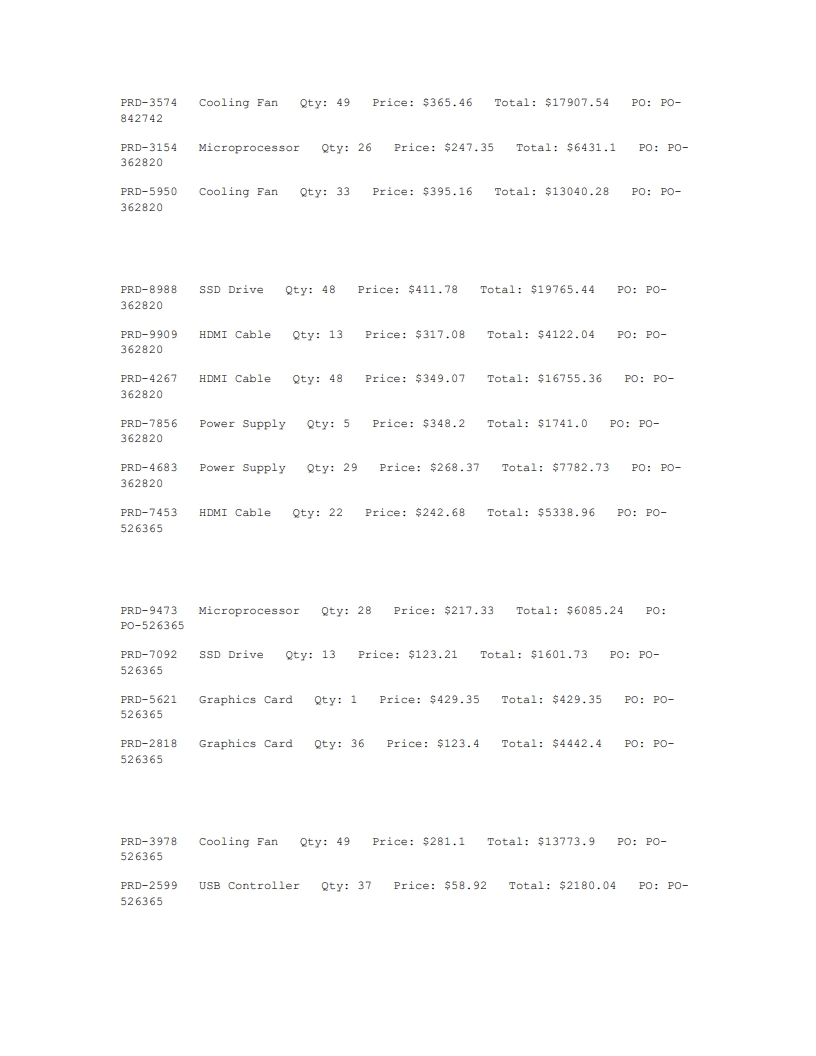 PRD-3574   Cooling Fan   Qty: 49   Price: $365.46   Total: $17907.54   PO: PO-
842742
PRD-3154   Microprocessor   Qty: 26   Price: $247.35   Total: $6431.1   PO: PO-
362820
PRD-5950   Cooling Fan   Qty: 33   Price: $395.16   Total: $13040.28   PO: PO-
362820
PRD-8988   SSD Drive   Qty: 48   Price: $411.78   Total: $19765.44   PO: PO-
362820
PRD-9909   HDMI Cable   Qty: 13   Price: $317.08   Total: $4122.04   PO: PO-
362820
PRD-4267   HDMI Cable   Qty: 48   Price: $349.07   Total: $16755.36   PO: PO-
362820
PRD-7856   Power Supply   Qty: 5   Price: $348.2   Total: $1741.0   PO: PO-
362820
PRD-4683   Power Supply   Qty: 29   Price: $268.37   Total: $7782.73   PO: PO-
362820
PRD-7453   HDMI Cable   Qty: 22   Price: $242.68   Total: $5338.96   PO: PO-
526365
PRD-9473   Microprocessor   Qty: 28   Price: $217.33   Total: $6085.24   PO:
PO-526365
PRD-7092   SSD Drive   Qty: 13   Price: $123.21   Total: $1601.73   PO: PO-
526365
PRD-5621   Graphics Card   Qty: 1   Price: $429.35   Total: $429.35   PO: PO-
526365
PRD-2818   Graphics Card   Qty: 36   Price: $123.4   Total: $4442.4   PO: PO-
526365
PRD-3978   Cooling Fan   Qty: 49   Price: $281.1   Total: $13773.9   PO: PO-
526365
PRD-2599   USB Controller   Qty: 37   Price: $58.92   Total: $2180.04   PO: PO-
526365